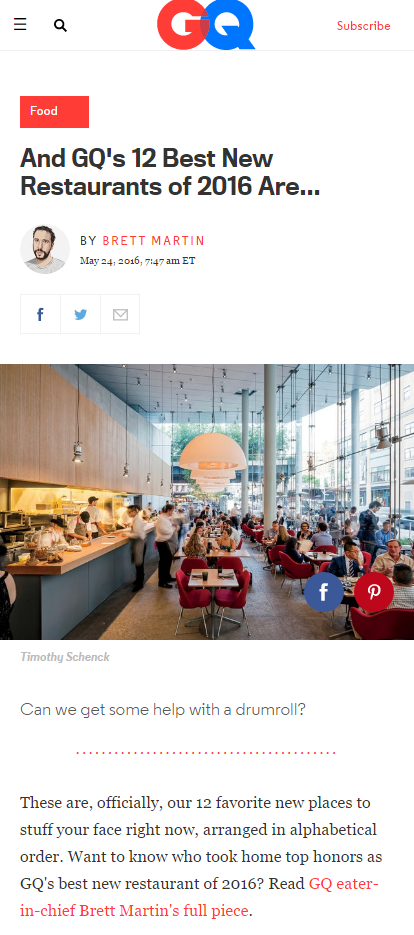 GQ
Subscribe
Food
And GQ's 12 Best New
Restaurants of 2016 Are...
BY BRETT MARTIN
May 24, 2016, 7:47 am ET
Timothy Schenck
Can we get some help with a drumroll?
These are, officially, our 12 favorite new places to
stuff your face right now, arranged in alphabetical
order. Want to know who took home top honors as
GQ's best new restaurant of 2016? Read GQ eater-
in-chief Brett Martin's full piece.